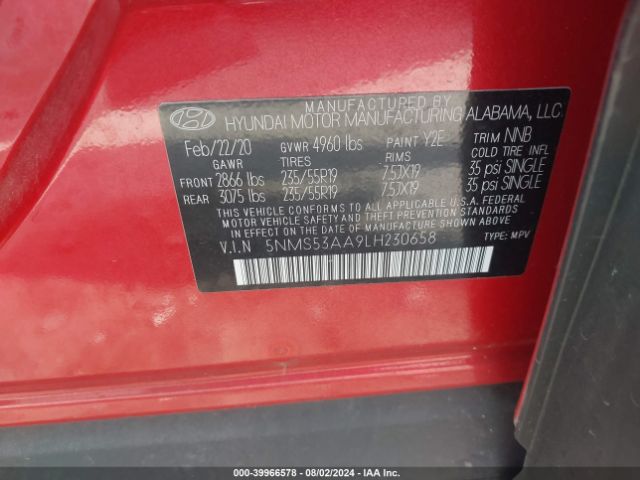 MANUFACTURED BY
HYUNDAI MOTOR MANUFACTURING ALABAMA, LLC.
Feb/22/20 GVWR 4960 lbs PAINT Y2E TRIM NNB
GAWR TIRES RIMS COLD TIRE INFL
FRONT 2866 lbs 235/55R19 7.5JX19 35 psi SINGLE
REAR 3075 lbs 235/55R19 7.5JX19 35 psi SINGLE
THIS VEHICLE CONFORMS TO ALL APPLICABLE U.S.A. FEDERAL
MOTOR VEHICLE SAFETY STANDARDS IN EFFECT ON THE
DATE OF MANUFACTURE SHOWN ABOVE.
V.I.N 5NMS53AA9LH230658 TYPE: MPV
000-39966578 - 08/02/2024 - IAA Inc.